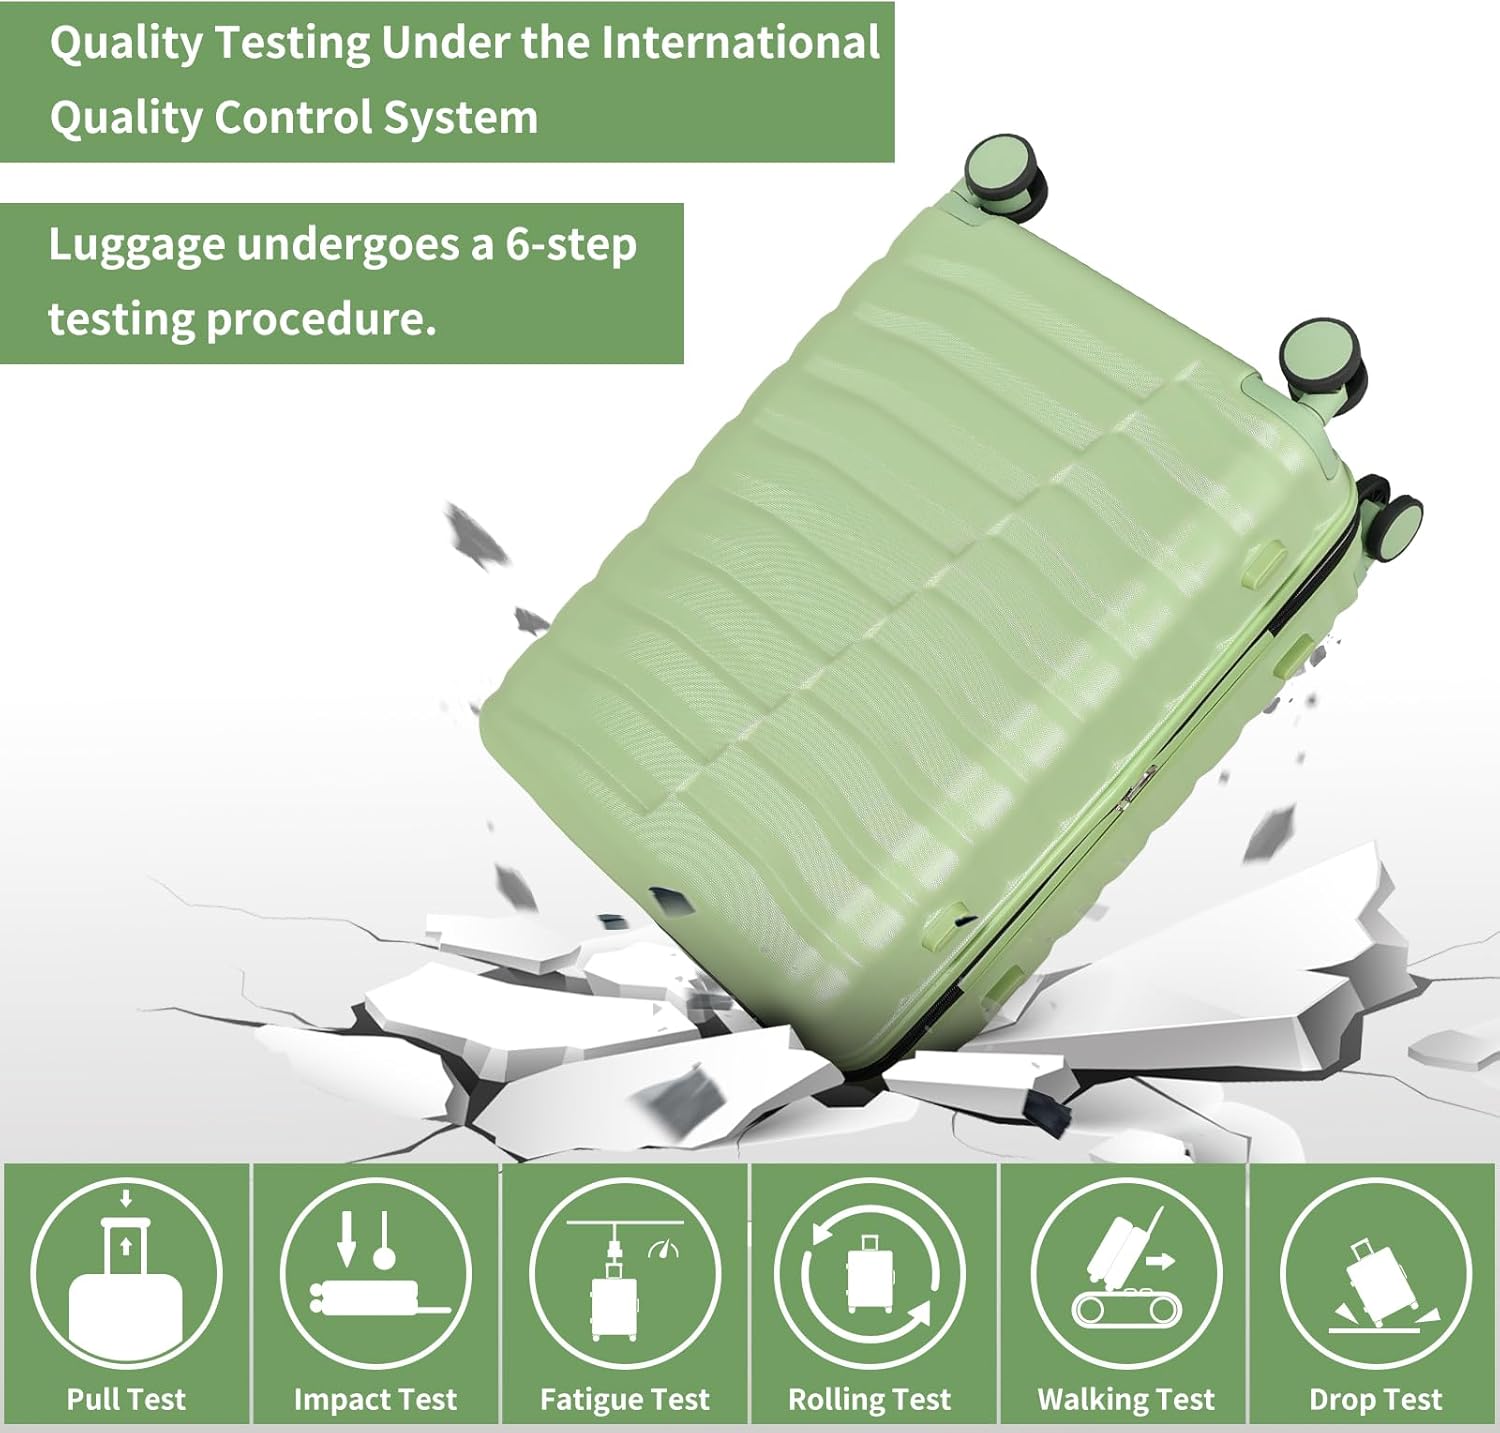 Quality Testing Under the International
Quality Control System
Luggage undergoes a 6-step
testing procedure.
Pull Test
Impact Test
Fatigue Test
Rolling Test
Walking Test
Drop Test